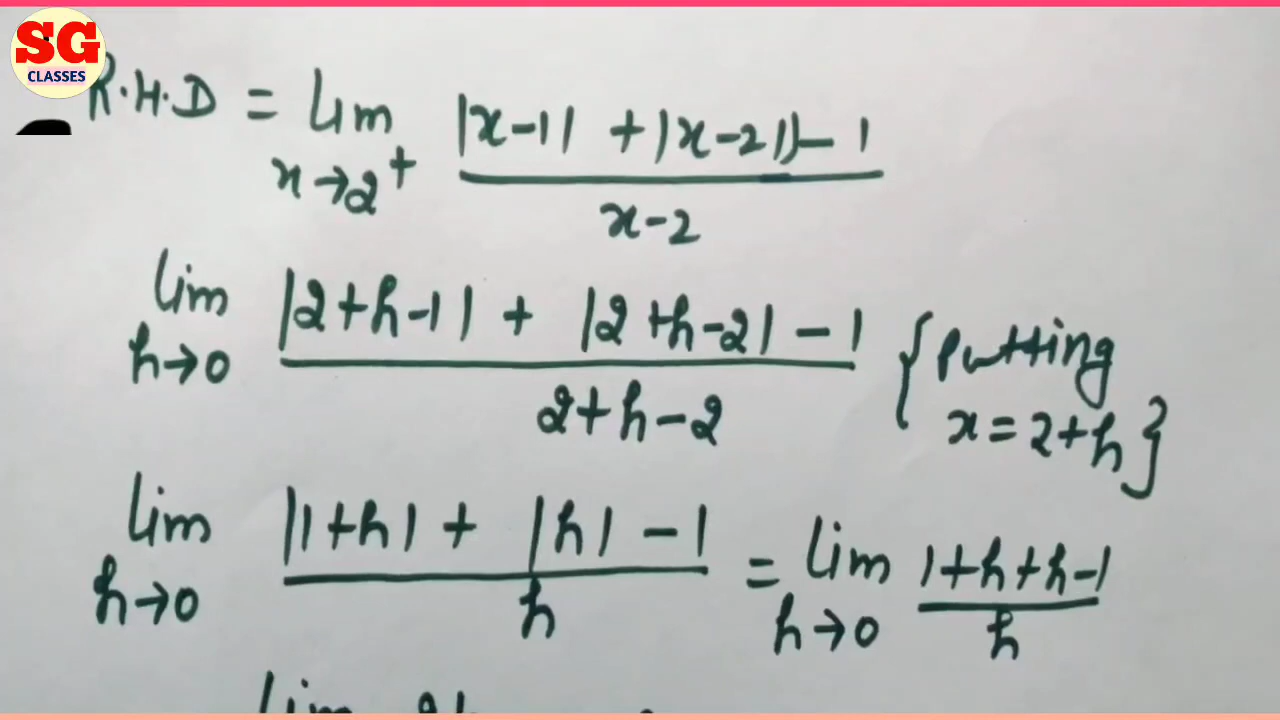 SG
CLASSES
R.H.D = Lim |x-1| + |x-2|)-1
x→2⁺ x-2
lim |2+h-1| + |2+h-2| -1 {putting
h→0 2+h-2 x=2+h}
lim ||+h| + |h| -1 = lim 1+h+h-1
h→0 h h→0 h
lim